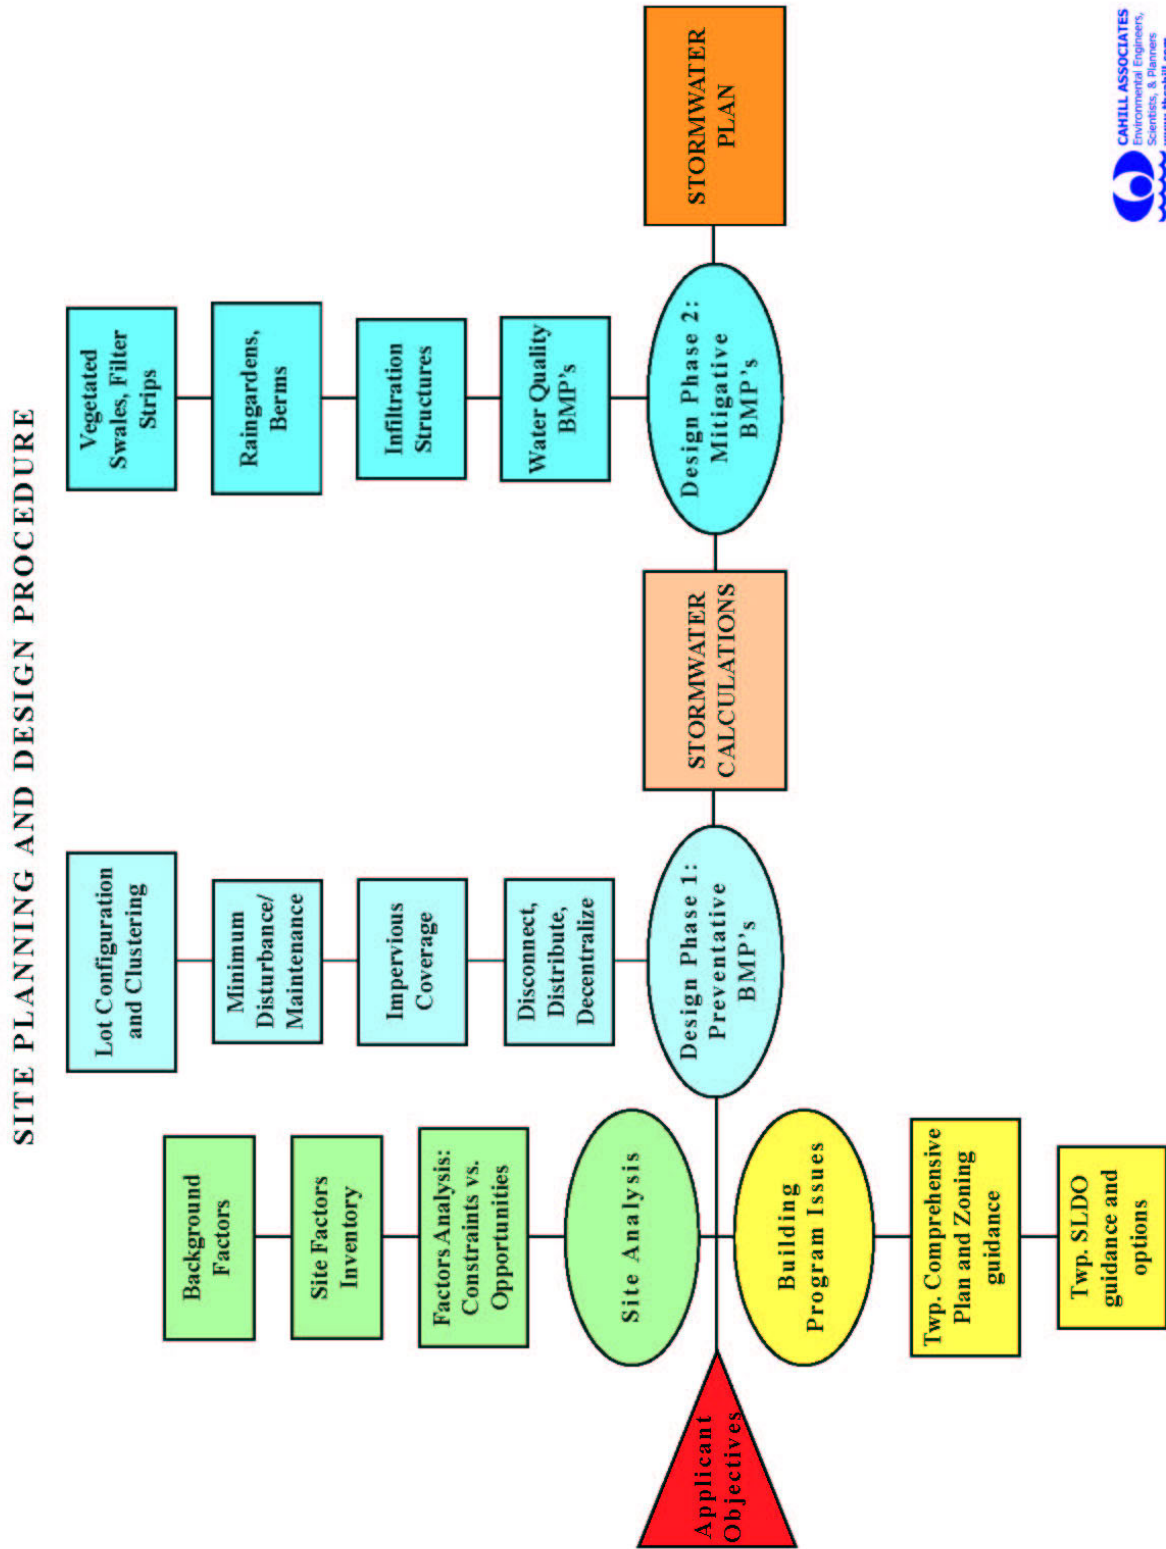 SITE PLANNING AND DESIGN PROCEDURE
Background
Factors
Site Factors
Inventory
Factors Analysis:
Constraints vs.
Opportunities
Site Analysis
Applicant
Objectives
Building
Program Issues
Twp. Comprehensive
Plan and Zoning
guidance
Twp. SLDO
guidance and
options
Lot Configuration
and Clustering
Minimum
Disturbance/
Maintenance
Impervious
Coverage
Disconnect,
Distribute,
Decentralize
Design Phase 1:
Preventative
BMP's
STORMWATER
CALCULATIONS
Vegetated
Swales, Filter
Strips
Raingardens,
Berms
Infiltration
Structures
Water Quality
BMP's
Design Phase 2:
Mitigative
BMP's
STORMWATER
PLAN
CAHILL ASSOCIATES
Environmental Engineers,
Scientists, & Planners